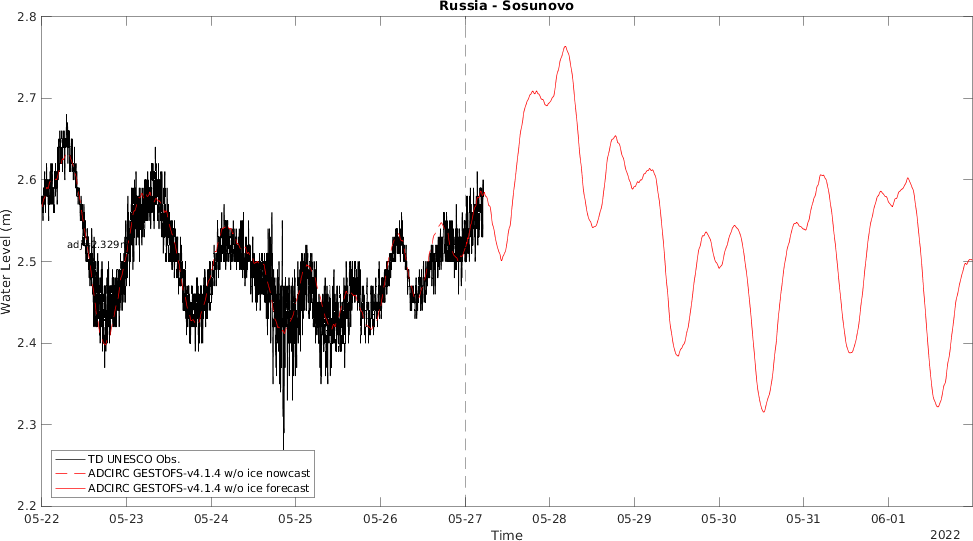 Russia - Sosunovo
2.8
2.7
2.6
2.5
2.4
2.3
2.2
Water Level (m)
TD UNESCO Obs.
ADCIRC GESTOFS-v4.1.4 w/o ice nowcast
ADCIRC GESTOFS-v4.1.4 w/o ice forecast
05-22 05-23 05-24 05-25 05-26 05-27 05-28 05-29 05-30 05-31 06-01
Time
2022